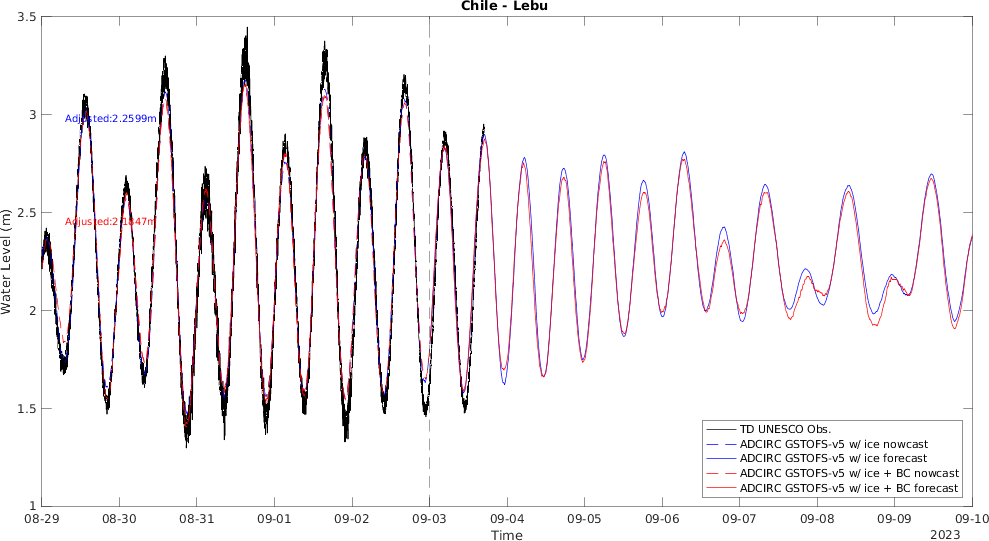 Chile - Lebu
3.5
3
2.5
2
1.5
1
Water Level (m)
Adjusted:2.2599m
Adjusted:2.1847m
TD UNESCO Obs.
ADCIRC GSTOFS-v5 w/ ice nowcast
ADCIRC GSTOFS-v5 w/ ice forecast
ADCIRC GSTOFS-v5 w/ ice + BC nowcast
ADCIRC GSTOFS-v5 w/ ice + BC forecast
08-29 08-30 08-31 09-01 09-02 09-03 09-04 09-05 09-06 09-07 09-08 09-09 09-10
Time
2023